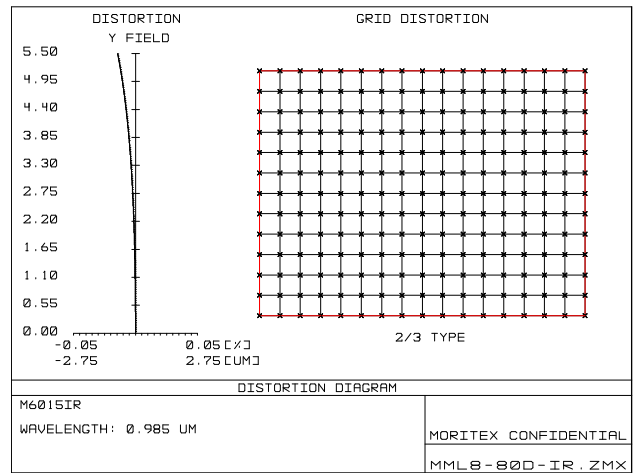 DISTORTION
Y FIELD
GRID DISTORTION
5.50
4.95
4.40
3.85
3.30
2.75
2.20
1.65
1.10
0.55
0.00
-0.05 0.05[%]
-2.75 2.75[UM]
2/3 TYPE
DISTORTION DIAGRAM
M6015IR
WAVELENGTH: 0.985 UM
MORITEX CONFIDENTIAL
MML8-80D-IR.ZMX